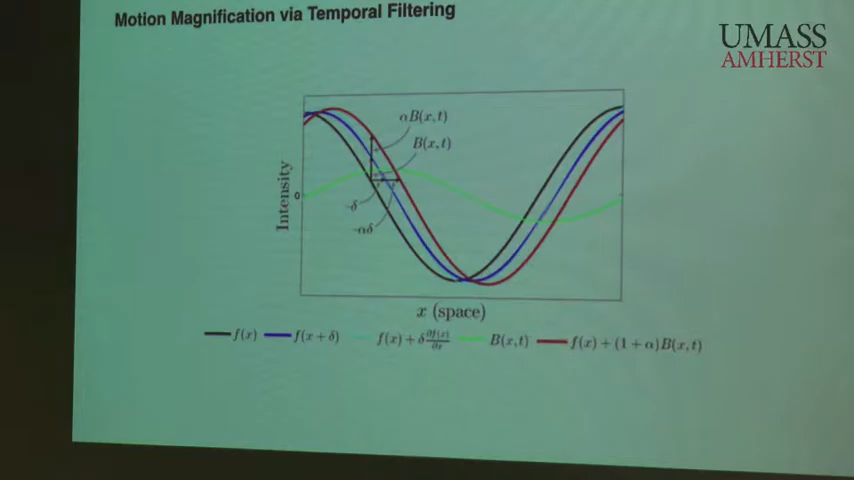 Motion Magnification via Temporal Filtering
UMASS
AMHERST
αB(x,t)
B(x,t)
Intensity
0
-δ
-αδ
x (space)
f(x) f(x + δ) f(x) + δ ∂f(x)/∂x B(x,t) f(x) + (1 + α)B(x,t)